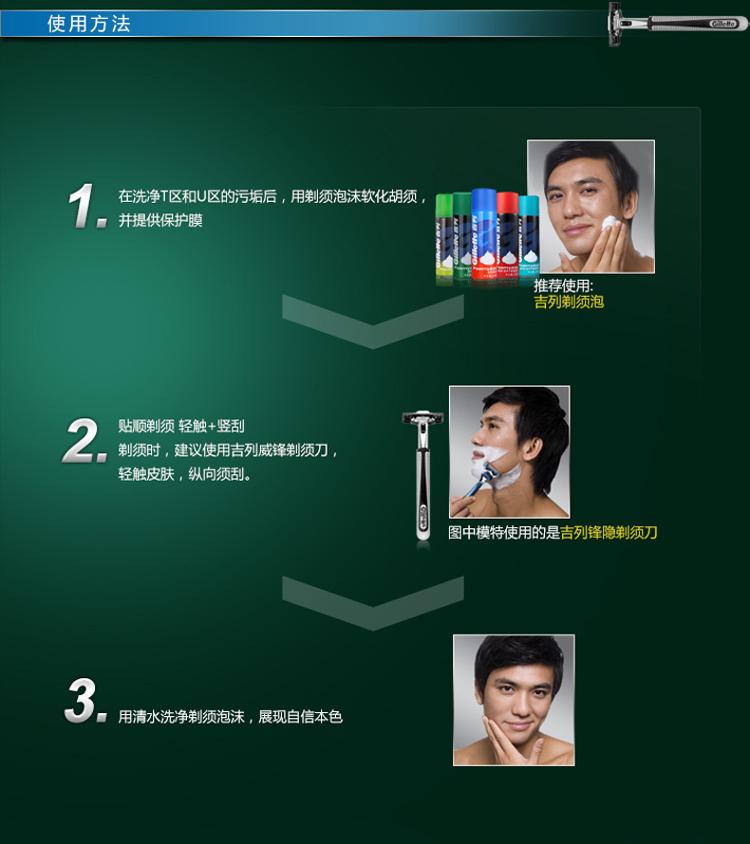 使用方法
Gillette
1.
在洗净T区和U区的污垢后，用剃须泡沫软化胡须，
并提供保护膜
Gillette
推荐使用:
吉列剃须泡
2.
贴顺剃须 轻触+竖刮
剃须时，建议使用吉列威锋剃须刀，
轻触皮肤，纵向须刮。
Gillette
图中模特使用的是吉列锋隐剃须刀
3.
用清水洗净剃须泡沫，展现自信本色